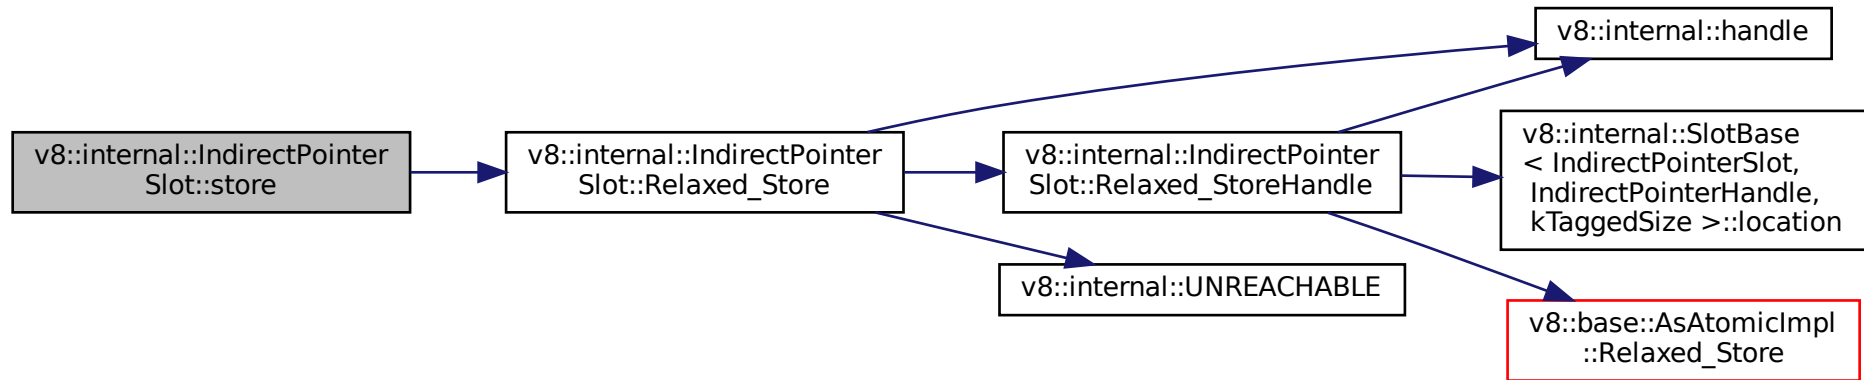 v8::internal::IndirectPointer
Slot::store
v8::internal::IndirectPointer
Slot::Relaxed_Store
v8::internal::IndirectPointer
Slot::Relaxed_StoreHandle
v8::internal::UNREACHABLE
v8::internal::handle
v8::internal::SlotBase
< IndirectPointerSlot,
IndirectPointerHandle,
kTaggedSize >::location
v8::base::AsAtomicImpl
::Relaxed_Store